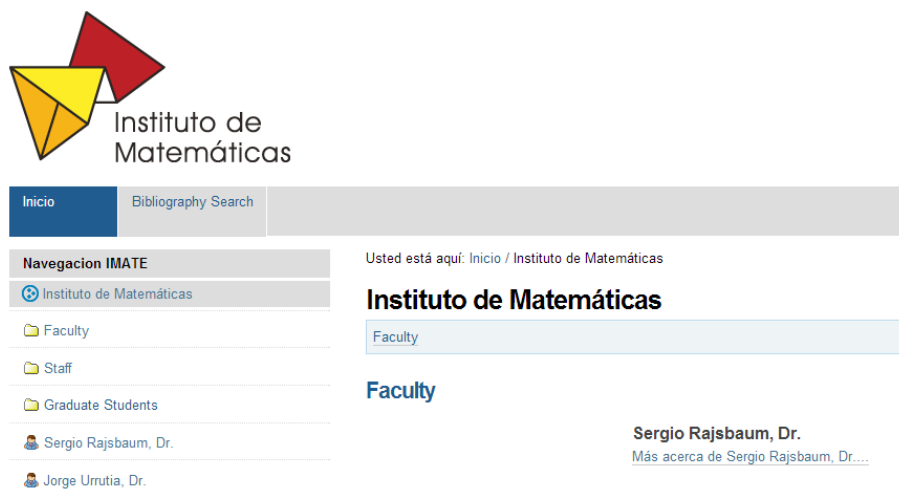 Instituto de
Matemáticas
Inicio
Bibliography Search
Navegacion IMATE
Instituto de Matemáticas
Faculty
Staff
Graduate Students
Sergio Rajsbaum, Dr.
Jorge Urrutia, Dr.
Usted está aquí: Inicio / Instituto de Matemáticas
Instituto de Matemáticas
Faculty
Faculty
Sergio Rajsbaum, Dr.
Más acerca de Sergio Rajsbaum, Dr....